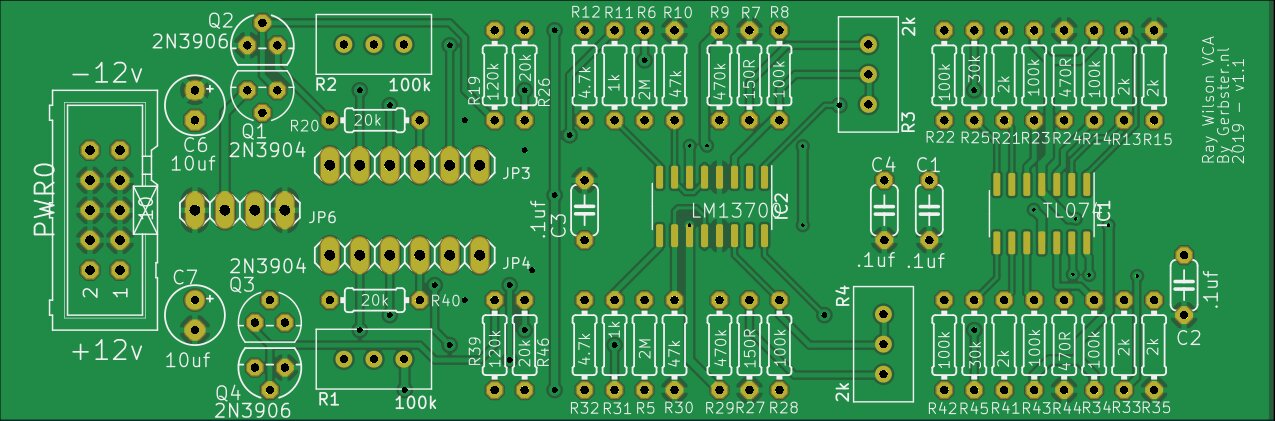 Q2
2N3906
-12v
+
C6
10uf
Q1
2N3904
R20
20k
R2
100k
R19
120k
20k
R26
R12
R11
R6
R10
R9
R7
R8
4.7k
1k
2M
47k
470k
150R
100k
2k
R3
100k
30k
2k
100k
470R
100k
2k
2k
R22
R25
R21
R23
R24
R14
R13
R15
Ray Wilson VCA
By Gerbster.nl
2019 - v1.1
PWR0
10
2
1
JP6
JP3
JP4
.1uf
C3
LM1370
IC2
C4
C1
.1uf
.1uf
TL074
IC1
.1uf
C2
+12v
C7
+
10uf
2N3904
Q3
Q4
2N3906
20k
R40
R1
100k
R39
120k
20k
R46
4.7k
1k
2M
47k
470k
150R
100k
R32
R31
R5
R30
R29
R27
R28
R4
2k
100k
30k
2k
100k
470R
100k
2k
2k
R42
R45
R41
R43
R44
R34
R33
R35